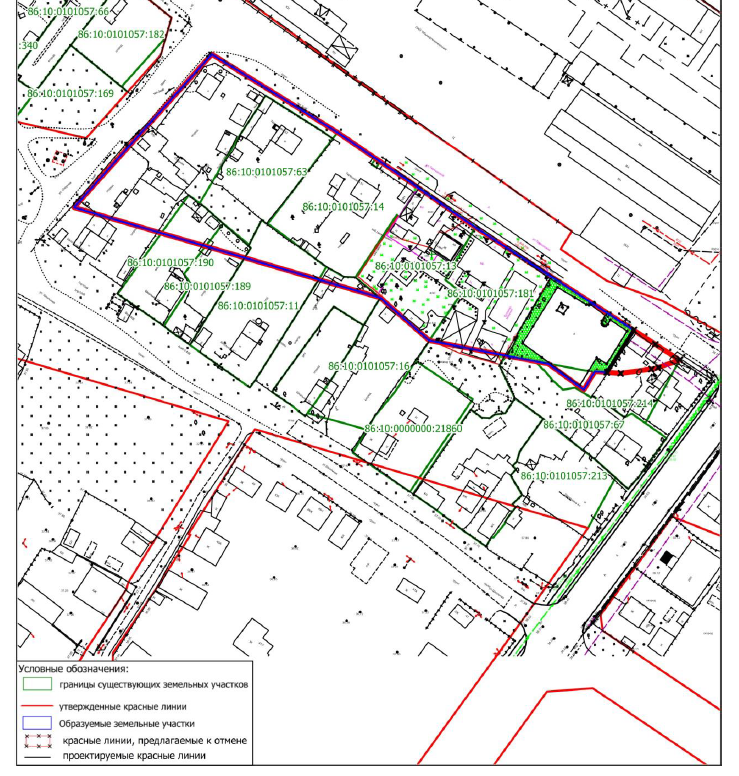 86:10:0101057:66
86:10:0101057:182
:340
86:10:0101057:169
86:10:0101057:63
86:10:0101057:14
86:10:0101057:190
86:10:0101057:13
86:10:0101057:189
86:10:0101057:181
86:10:0101057:11
86:10:0101057:16
86:10:0101057:214
86:10:0000000:21860
86:10:0101057:67
86:10:0101057:213
Условные обозначения:
границы существующих земельных участков
утвержденные красные линии
Образуемые земельные участки
красные линии, предлагаемые к отмене
проектируемые красные линии